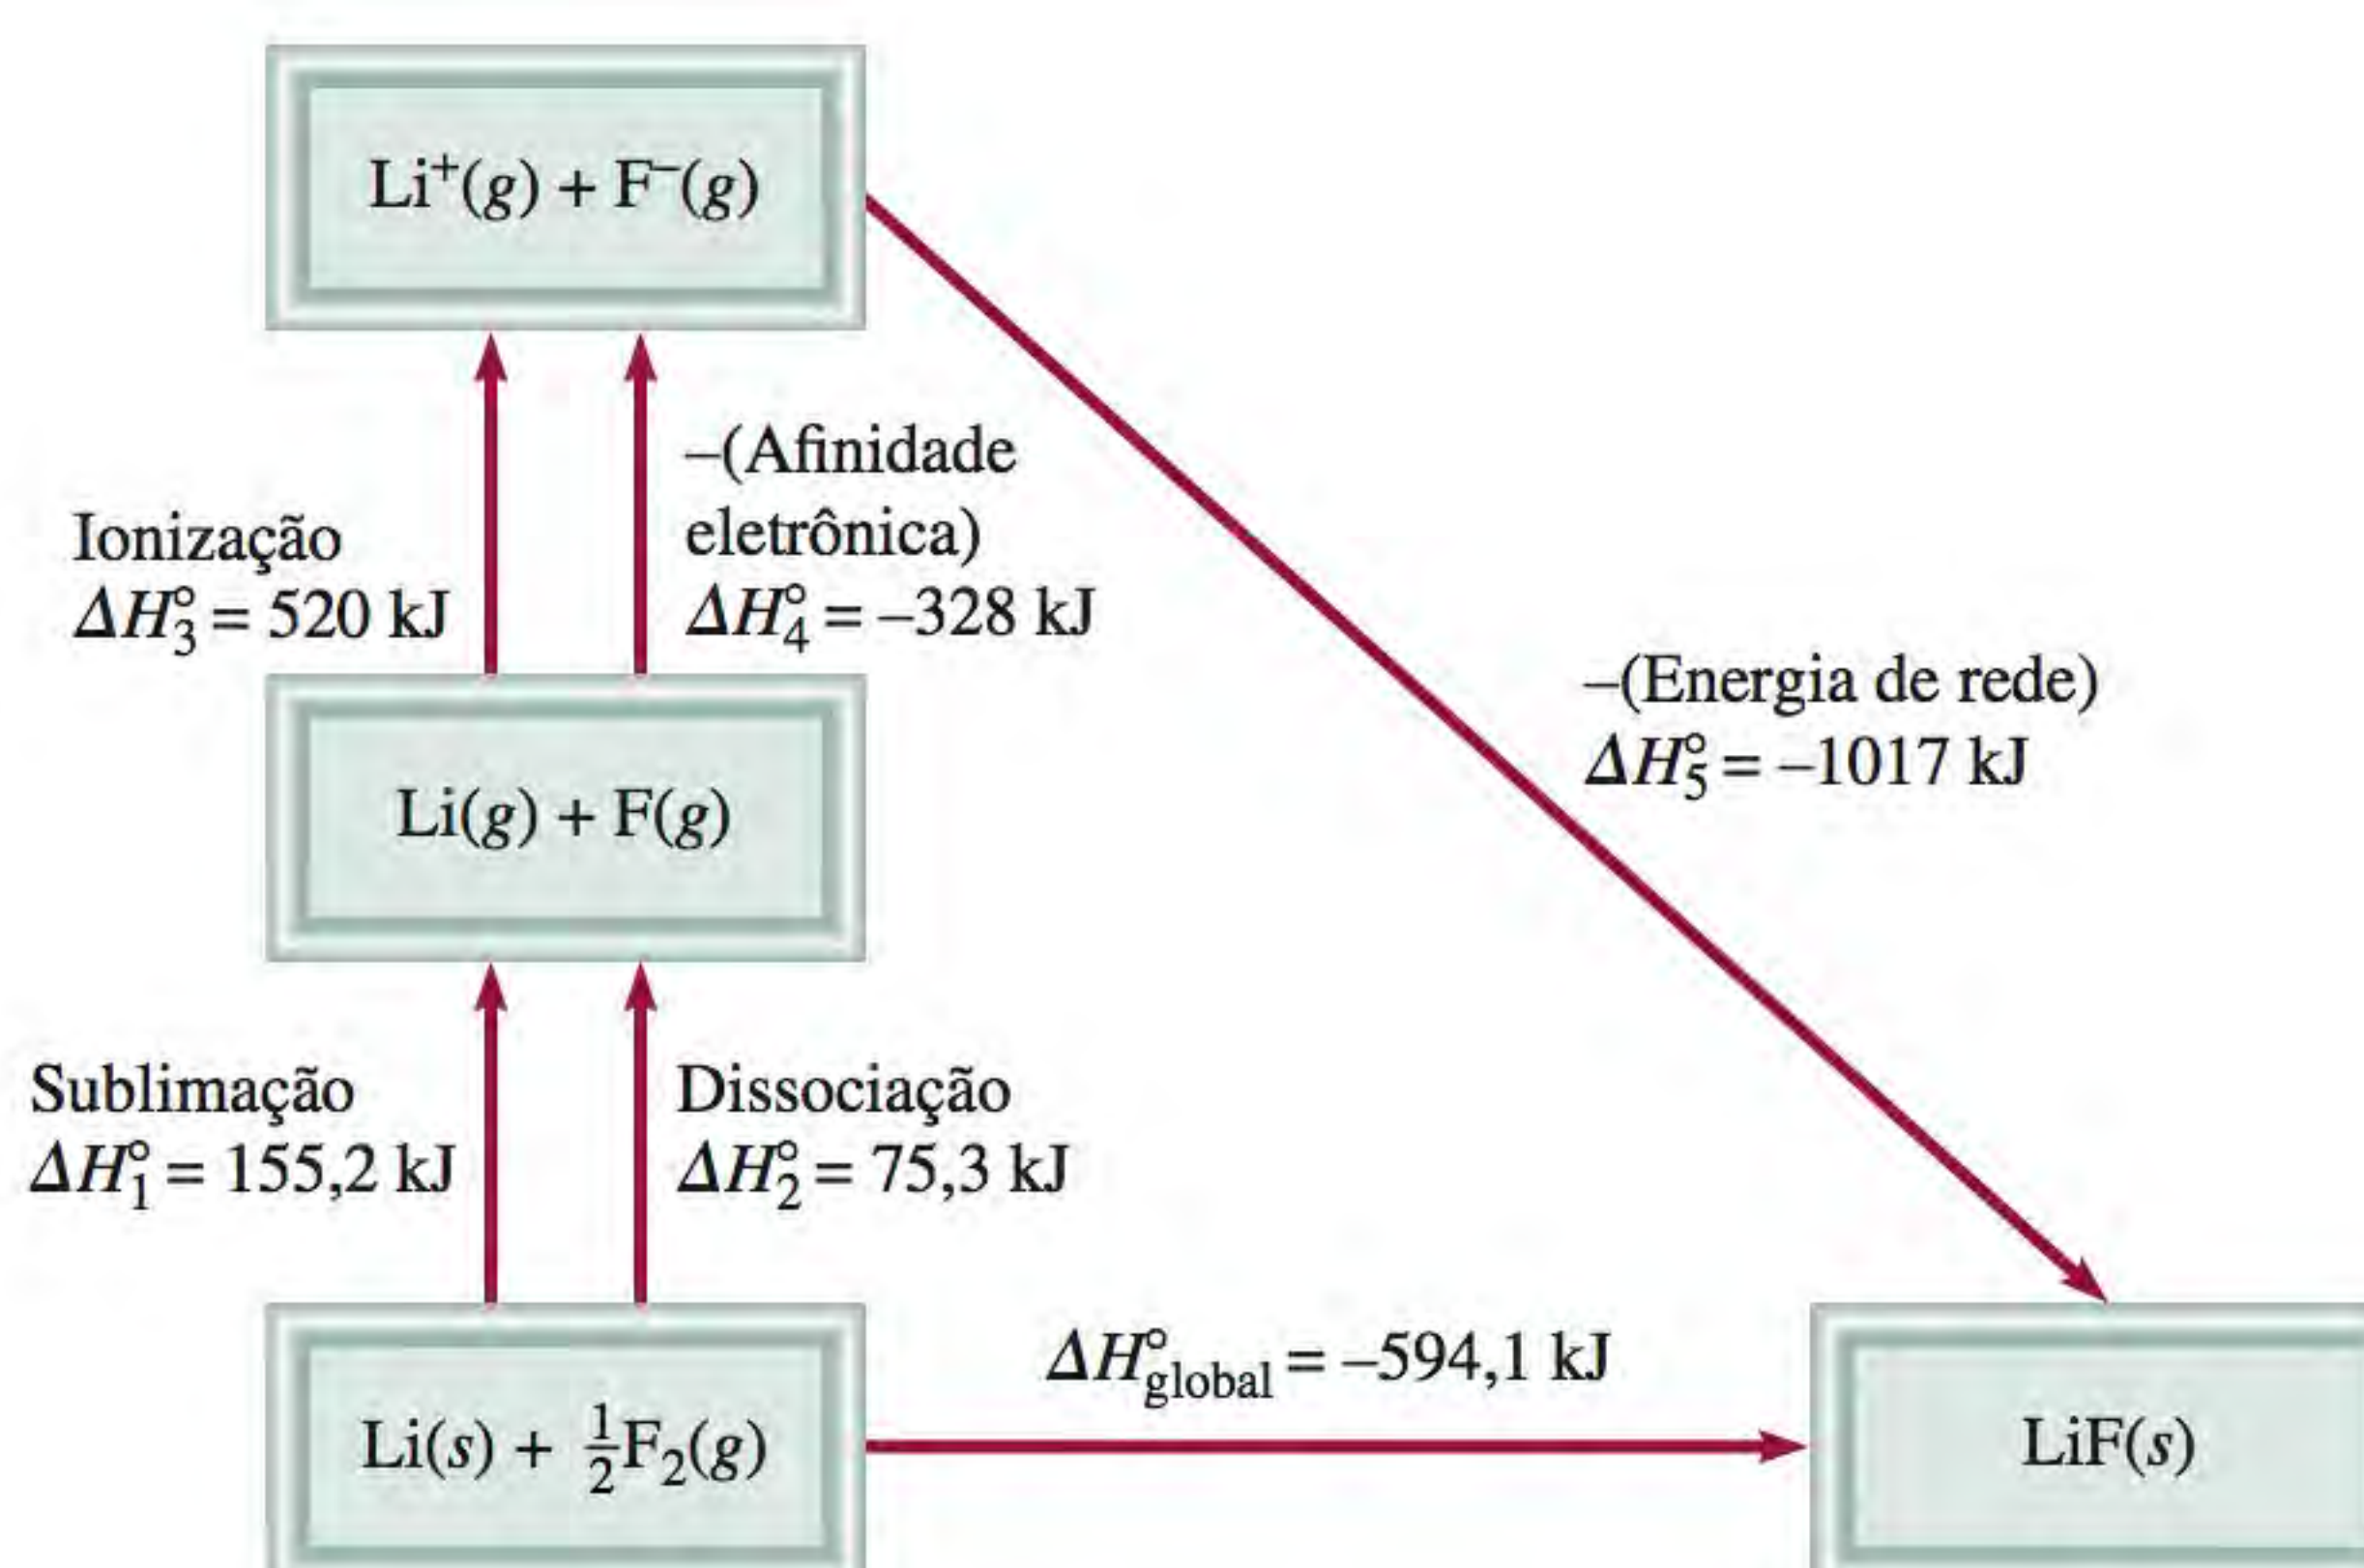 Li⁺(g) + F⁻(g)
–(Afinidade
eletrônica)
ΔH°₄ = –328 kJ
Ionização
ΔH°₃ = 520 kJ
–(Energia de rede)
ΔH°₅ = –1017 kJ
Li(g) + F(g)
Sublimação
ΔH°₁ = 155,2 kJ
Dissociação
ΔH°₂ = 75,3 kJ
ΔH°global = –594,1 kJ
Li(s) + ½F₂(g)
LiF(s)